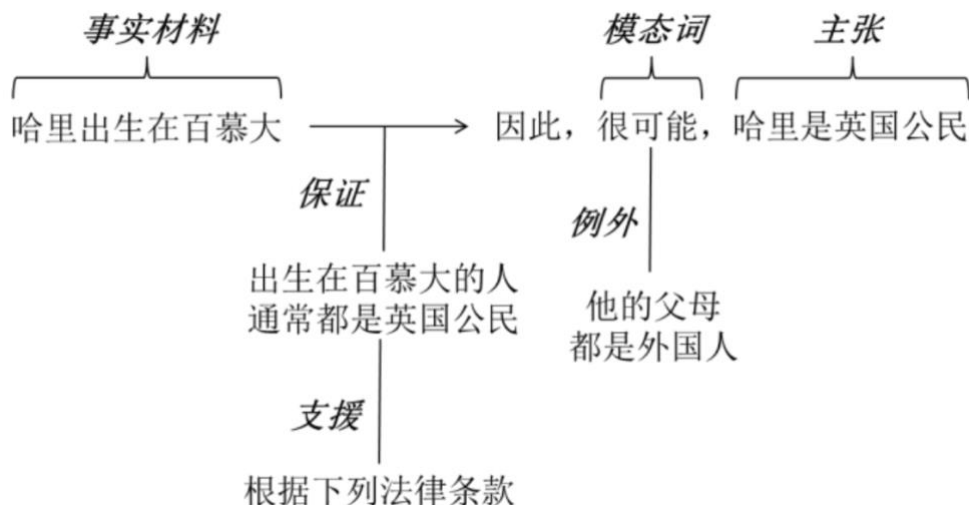 事实材料
模态词
主张
哈里出生在百慕大
因此，很可能，哈里是英国公民
保证
例外
出生在百慕大的人
通常都是英国公民
他的父母
都是外国人
支援
根据下列法律条款